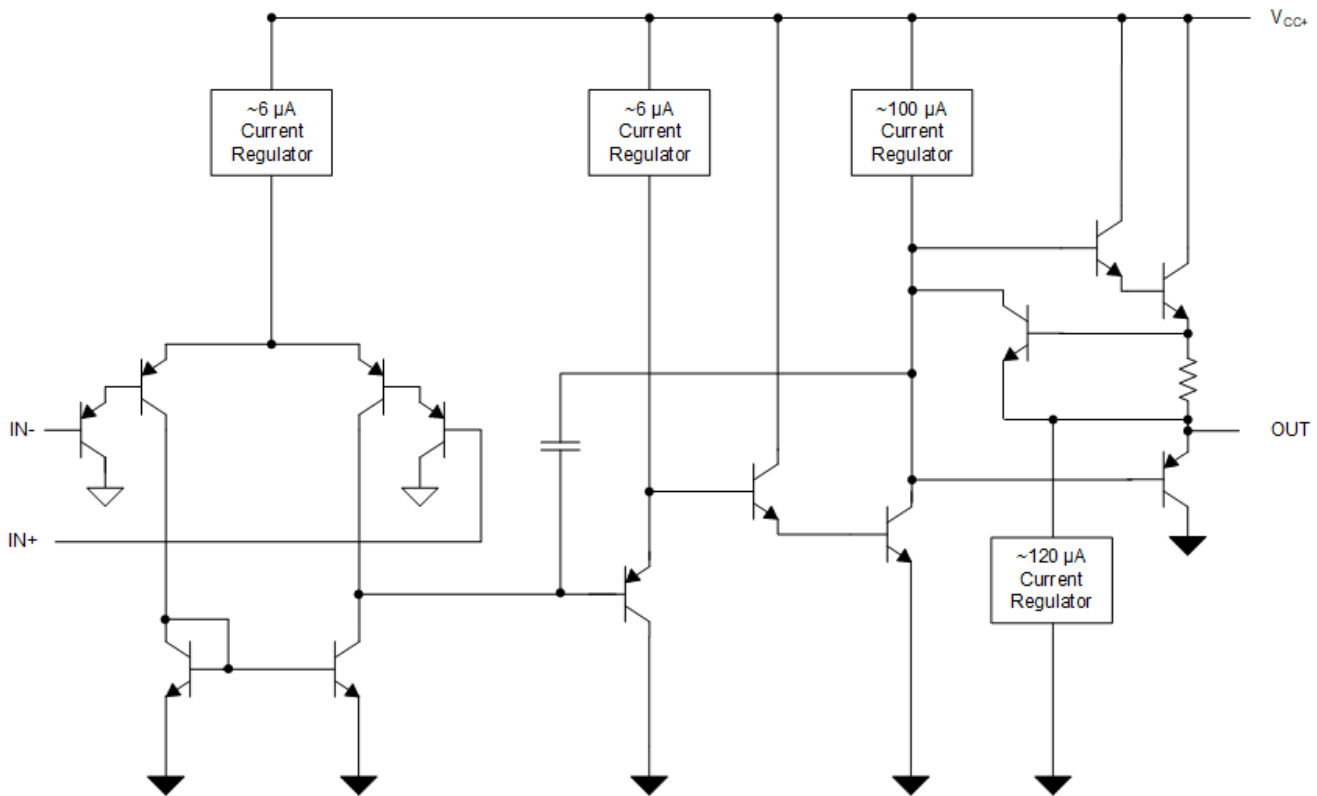 V_CC+
~6 µA
Current
Regulator
~6 µA
Current
Regulator
~100 µA
Current
Regulator
IN-
OUT
IN+
~120 µA
Current
Regulator